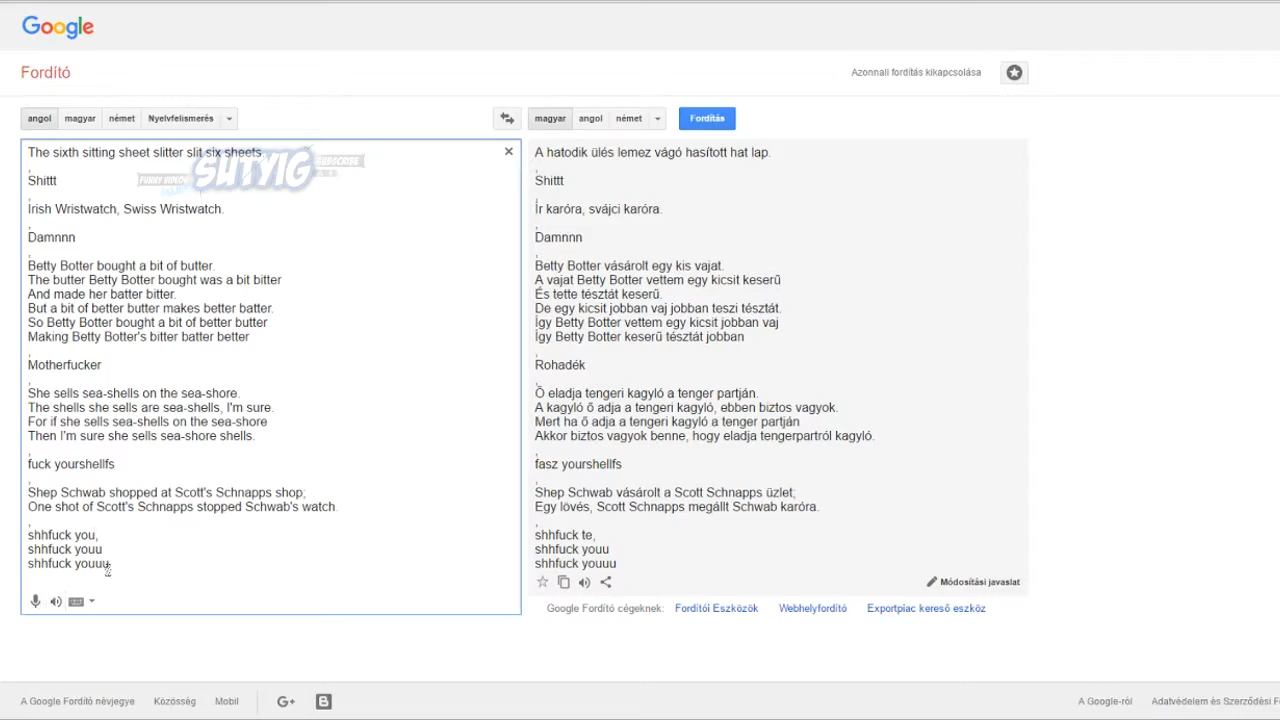 Google
Fordító
Azonnali fordítás kikapcsolása
angol magyar német Nyelvfelismerés
magyar angol német Fordítás
The sixth sitting sheet slitter slit six sheets
,
Shittt
,
Irish Wristwatch, Swiss Wristwatch.
,
Damnnn
,
Betty Botter bought a bit of butter.
The butter Betty Botter bought was a bit bitter
And made her batter bitter.
But a bit of better butter makes better batter.
So Betty Botter bought a bit of better butter
Making Betty Botter's bitter batter better
,
Motherfucker
,
She sells sea-shells on the sea-shore.
The shells she sells are sea-shells, I'm sure.
For if she sells sea-shells on the sea-shore
Then I'm sure she sells sea-shore shells.
,
fuck yourshellfs
,
Shep Schwab shopped at Scott's Schnapps shop;
One shot of Scott's Schnapps stopped Schwab's watch.
,
shhfuck you,
shhfuck youu
shhfuck youuu
FUNNY VIDEOS SUTYIG SUBSCRIBE
A hatodik ülés lemez vágó hasított hat lap.
,
Shittt
,
Ír karóra, svájci karóra.
,
Damnnn
,
Betty Botter vásárolt egy kis vajat.
A vajat Betty Botter vettem egy kicsit keserű
És tette tésztát keserű.
De egy kicsit jobban vaj jobban teszi tésztát.
Így Betty Botter vettem egy kicsit jobban vaj
Így Betty Botter keserű tésztát jobban
,
Rohadék
,
Ő eladja tengeri kagyló a tenger partján.
A kagyló ő adja a tengeri kagyló, ebben biztos vagyok.
Mert ha ő adja a tengeri kagyló a tenger partján
Akkor biztos vagyok benne, hogy eladja tengerpartról kagyló.
,
fasz yourshellfs
,
Shep Schwab vásárolt a Scott Schnapps üzlet;
Egy lövés, Scott Schnapps megállt Schwab karóra.
,
shhfuck te,
shhfuck youu
shhfuck youuu
Módosítási javaslat
Google Fordító cégeknek: Fordítói Eszközök Webhelyfordító Exportpiac kereső eszköz
A Google Fordító névjegye Közösség Mobil G+ B A Google-ról Adatvédelem és Szerződési F